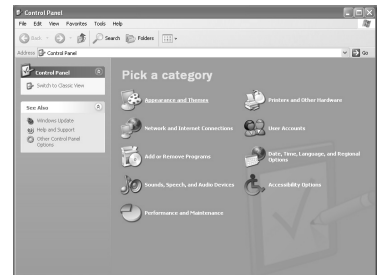 Control Panel
File Edit View Favorites Tools Help
Back Search Folders
Address Control Panel Go
Control Panel
Switch to Classic View
See Also
Windows Update
Help and Support
Other Control Panel
Options
Pick a category
Appearance and Themes
Printers and Other Hardware
Network and Internet Connections
User Accounts
Add or Remove Programs
Date, Time, Language, and Regional
Options
Sounds, Speech, and Audio Devices
Accessibility Options
Performance and Maintenance